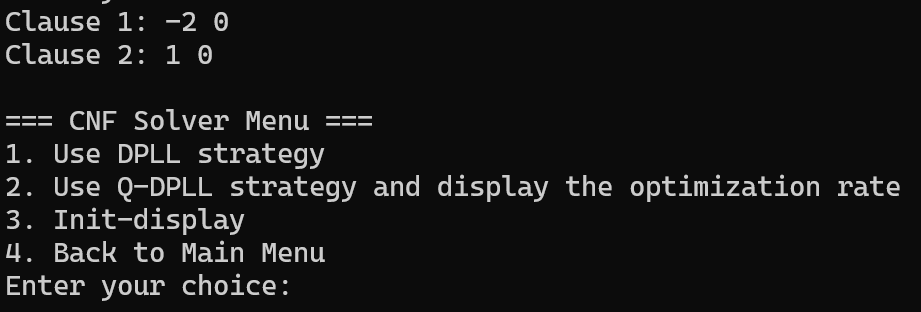 Clause 1: -2 0
Clause 2: 1 0
=== CNF Solver Menu ===
1. Use DPLL strategy
2. Use Q-DPLL strategy and display the optimization rate
3. Init-display
4. Back to Main Menu
Enter your choice: